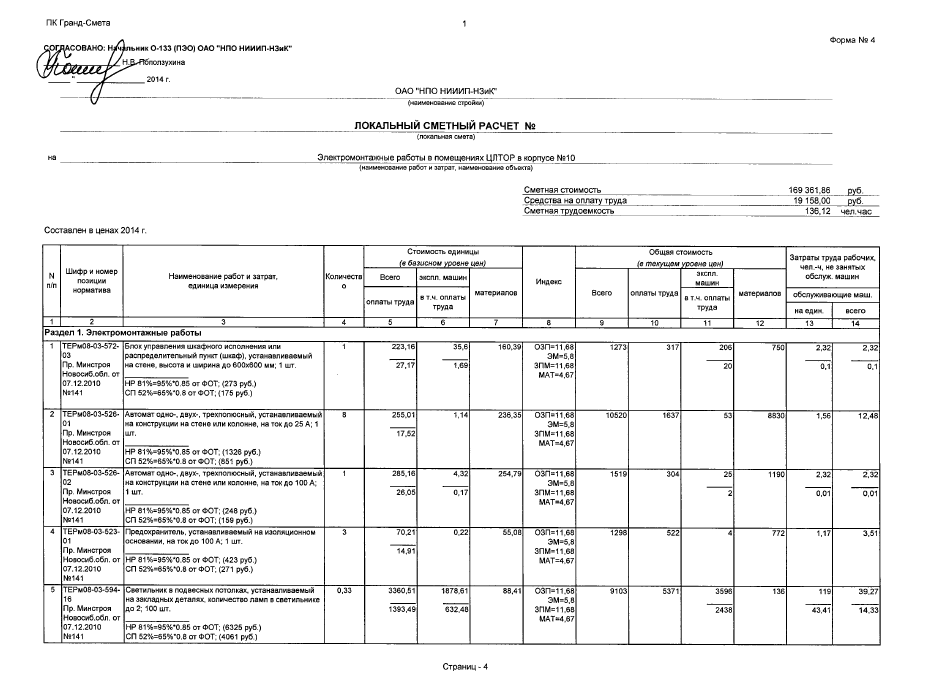 ПК Гранд-Смета
1
Форма № 4
СОГЛАСОВАНО: Начальник О-133 (ПЭО) ОАО "НПО НИИИП-НЗиК"
Н.В. Поползухина
2014 г.
ОАО "НПО НИИИП-НЗиК"
(наименование стройки)
ЛОКАЛЬНЫЙ СМЕТНЫЙ РАСЧЕТ №
(локальная смета)
на Электромонтажные работы в помещениях ЦЛТОР в корпусе №10
(наименование работ и затрат, наименование объекта)
Сметная стоимость 169 361,86 руб.
Средства на оплату труда 19 158,00 руб.
Сметная трудоемкость 136,12 чел.час
Составлен в ценах 2014 г.
N п/п
Шифр и номер позиции норматива
Наименование работ и затрат, единица измерения
Количество
Стоимость единицы (в базисном уровне цен)
Всего
оплаты труда
экспл. машин
в т.ч. оплаты труда
материалов
Индекс
Общая стоимость (в текущем уровне цен)
Всего
оплаты труда
экспл. машин
в т.ч. оплаты труда
материалов
Затраты труда рабочих, чел.-ч, не занятых обслуж. машин
обслуживающие маш.
на един.
всего
1 2 3 4 5 6 7 8 9 10 11 12 13 14
Раздел 1. Электромонтажные работы
1 ТЕРм08-03-572- Блок управления шкафного исполнения или 1 223,16 35,6 160,39 ОЗП=11,68 1273 317 206 750 2,32 2,32
03 распределительный пункт (шкаф), устанавливаемый ЭМ=5,8
Пр. Минстроя на стене, высота и ширина до 600х600 мм; 1 шт. 27,17 1,69 ЗПМ=11,68 20 0,1 0,1
Новосиб.обл. от МАТ=4,67
07.12.2010 НР 81%=95%*0.85 от ФОТ; (273 руб.)
№141 СП 52%=65%*0.8 от ФОТ; (175 руб.)
2 ТЕРм08-03-526- Автомат одно-, двух-, трехполюсный, устанавливаемый 8 255,01 1,14 236,35 ОЗП=11,68 10520 1637 53 8830 1,56 12,48
01 на конструкции на стене или колонне, на ток до 25 А; 1 ЭМ=5,8
Пр. Минстроя шт. 17,52 ЗПМ=11,68
Новосиб.обл. от МАТ=4,67
07.12.2010 НР 81%=95%*0.85 от ФОТ; (1326 руб.)
№141 СП 52%=65%*0.8 от ФОТ; (851 руб.)
3 ТЕРм08-03-526- Автомат одно-, двух-, трехполюсный, устанавливаемый 1 285,16 4,32 254,79 ОЗП=11,68 1519 304 25 1190 2,32 2,32
02 на конструкции на стене или колонне, на ток до 100 А; ЭМ=5,8
Пр. Минстроя 1 шт. 26,05 0,17 ЗПМ=11,68 2 0,01 0,01
Новосиб.обл. от МАТ=4,67
07.12.2010 НР 81%=95%*0.85 от ФОТ; (248 руб.)
№141 СП 52%=65%*0.8 от ФОТ; (159 руб.)
4 ТЕРм08-03-523- Предохранитель, устанавливаемый на изоляционном 3 70,21 0,22 55,08 ОЗП=11,68 1298 522 4 772 1,17 3,51
01 основании, на ток до 100 А; 1 шт. ЭМ=5,8
Пр. Минстроя 14,91 ЗПМ=11,68
Новосиб.обл. от НР 81%=95%*0.85 от ФОТ; (423 руб.) МАТ=4,67
07.12.2010 СП 52%=65%*0.8 от ФОТ; (271 руб.)
№141
5 ТЕРм08-03-594- Светильник в подвесных потолках, устанавливаемый 0,33 3360,51 1878,61 88,41 ОЗП=11,68 9103 5371 3596 136 119 39,27
16 на закладных деталях, количество ламп в светильнике ЭМ=5,8
Пр. Минстроя до 2; 100 шт. 1393,49 632,48 ЗПМ=11,68 2438 43,41 14,33
Новосиб.обл. от МАТ=4,67
07.12.2010 НР 81%=95%*0.85 от ФОТ; (6325 руб.)
№141 СП 52%=65%*0.8 от ФОТ; (4061 руб.)
Страниц - 4